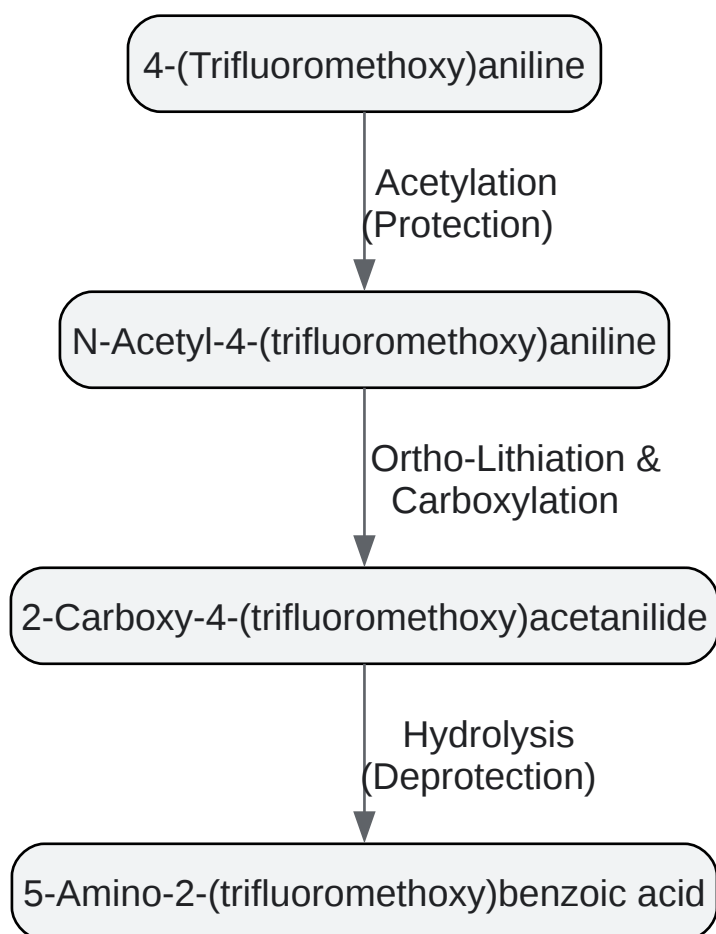 4-(Trifluoromethoxy)aniline
Acetylation
(Protection)
N-Acetyl-4-(trifluoromethoxy)aniline
Ortho-Lithiation &
Carboxylation
2-Carboxy-4-(trifluoromethoxy)acetanilide
Hydrolysis
(Deprotection)
5-Amino-2-(trifluoromethoxy)benzoic acid